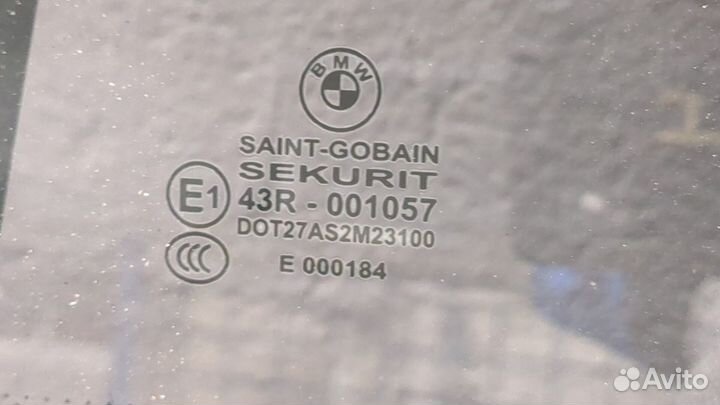 BMW
SAINT-GOBAIN
SEKURIT
E1 43R - 001057
DOT27AS2M23100
CCC E 000184
Avito